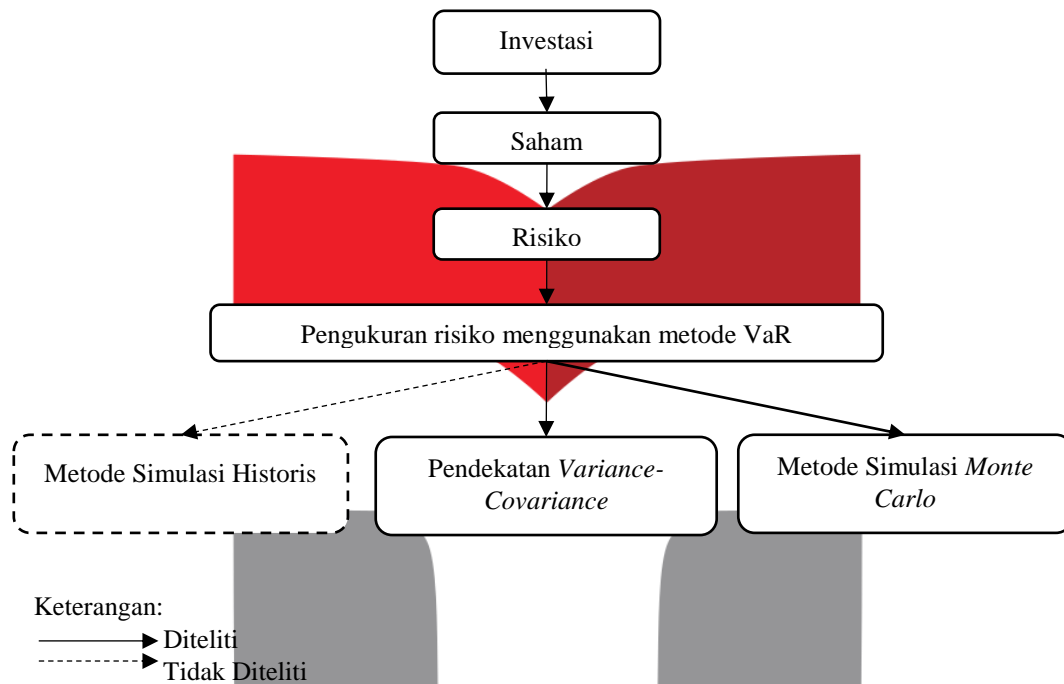 Investasi
Saham
Risiko
Pengukuran risiko menggunakan metode VaR
Metode Simulasi Historis
Pendekatan Variance-
Covariance
Metode Simulasi Monte
Carlo
Keterangan:
Diteliti
Tidak Diteliti